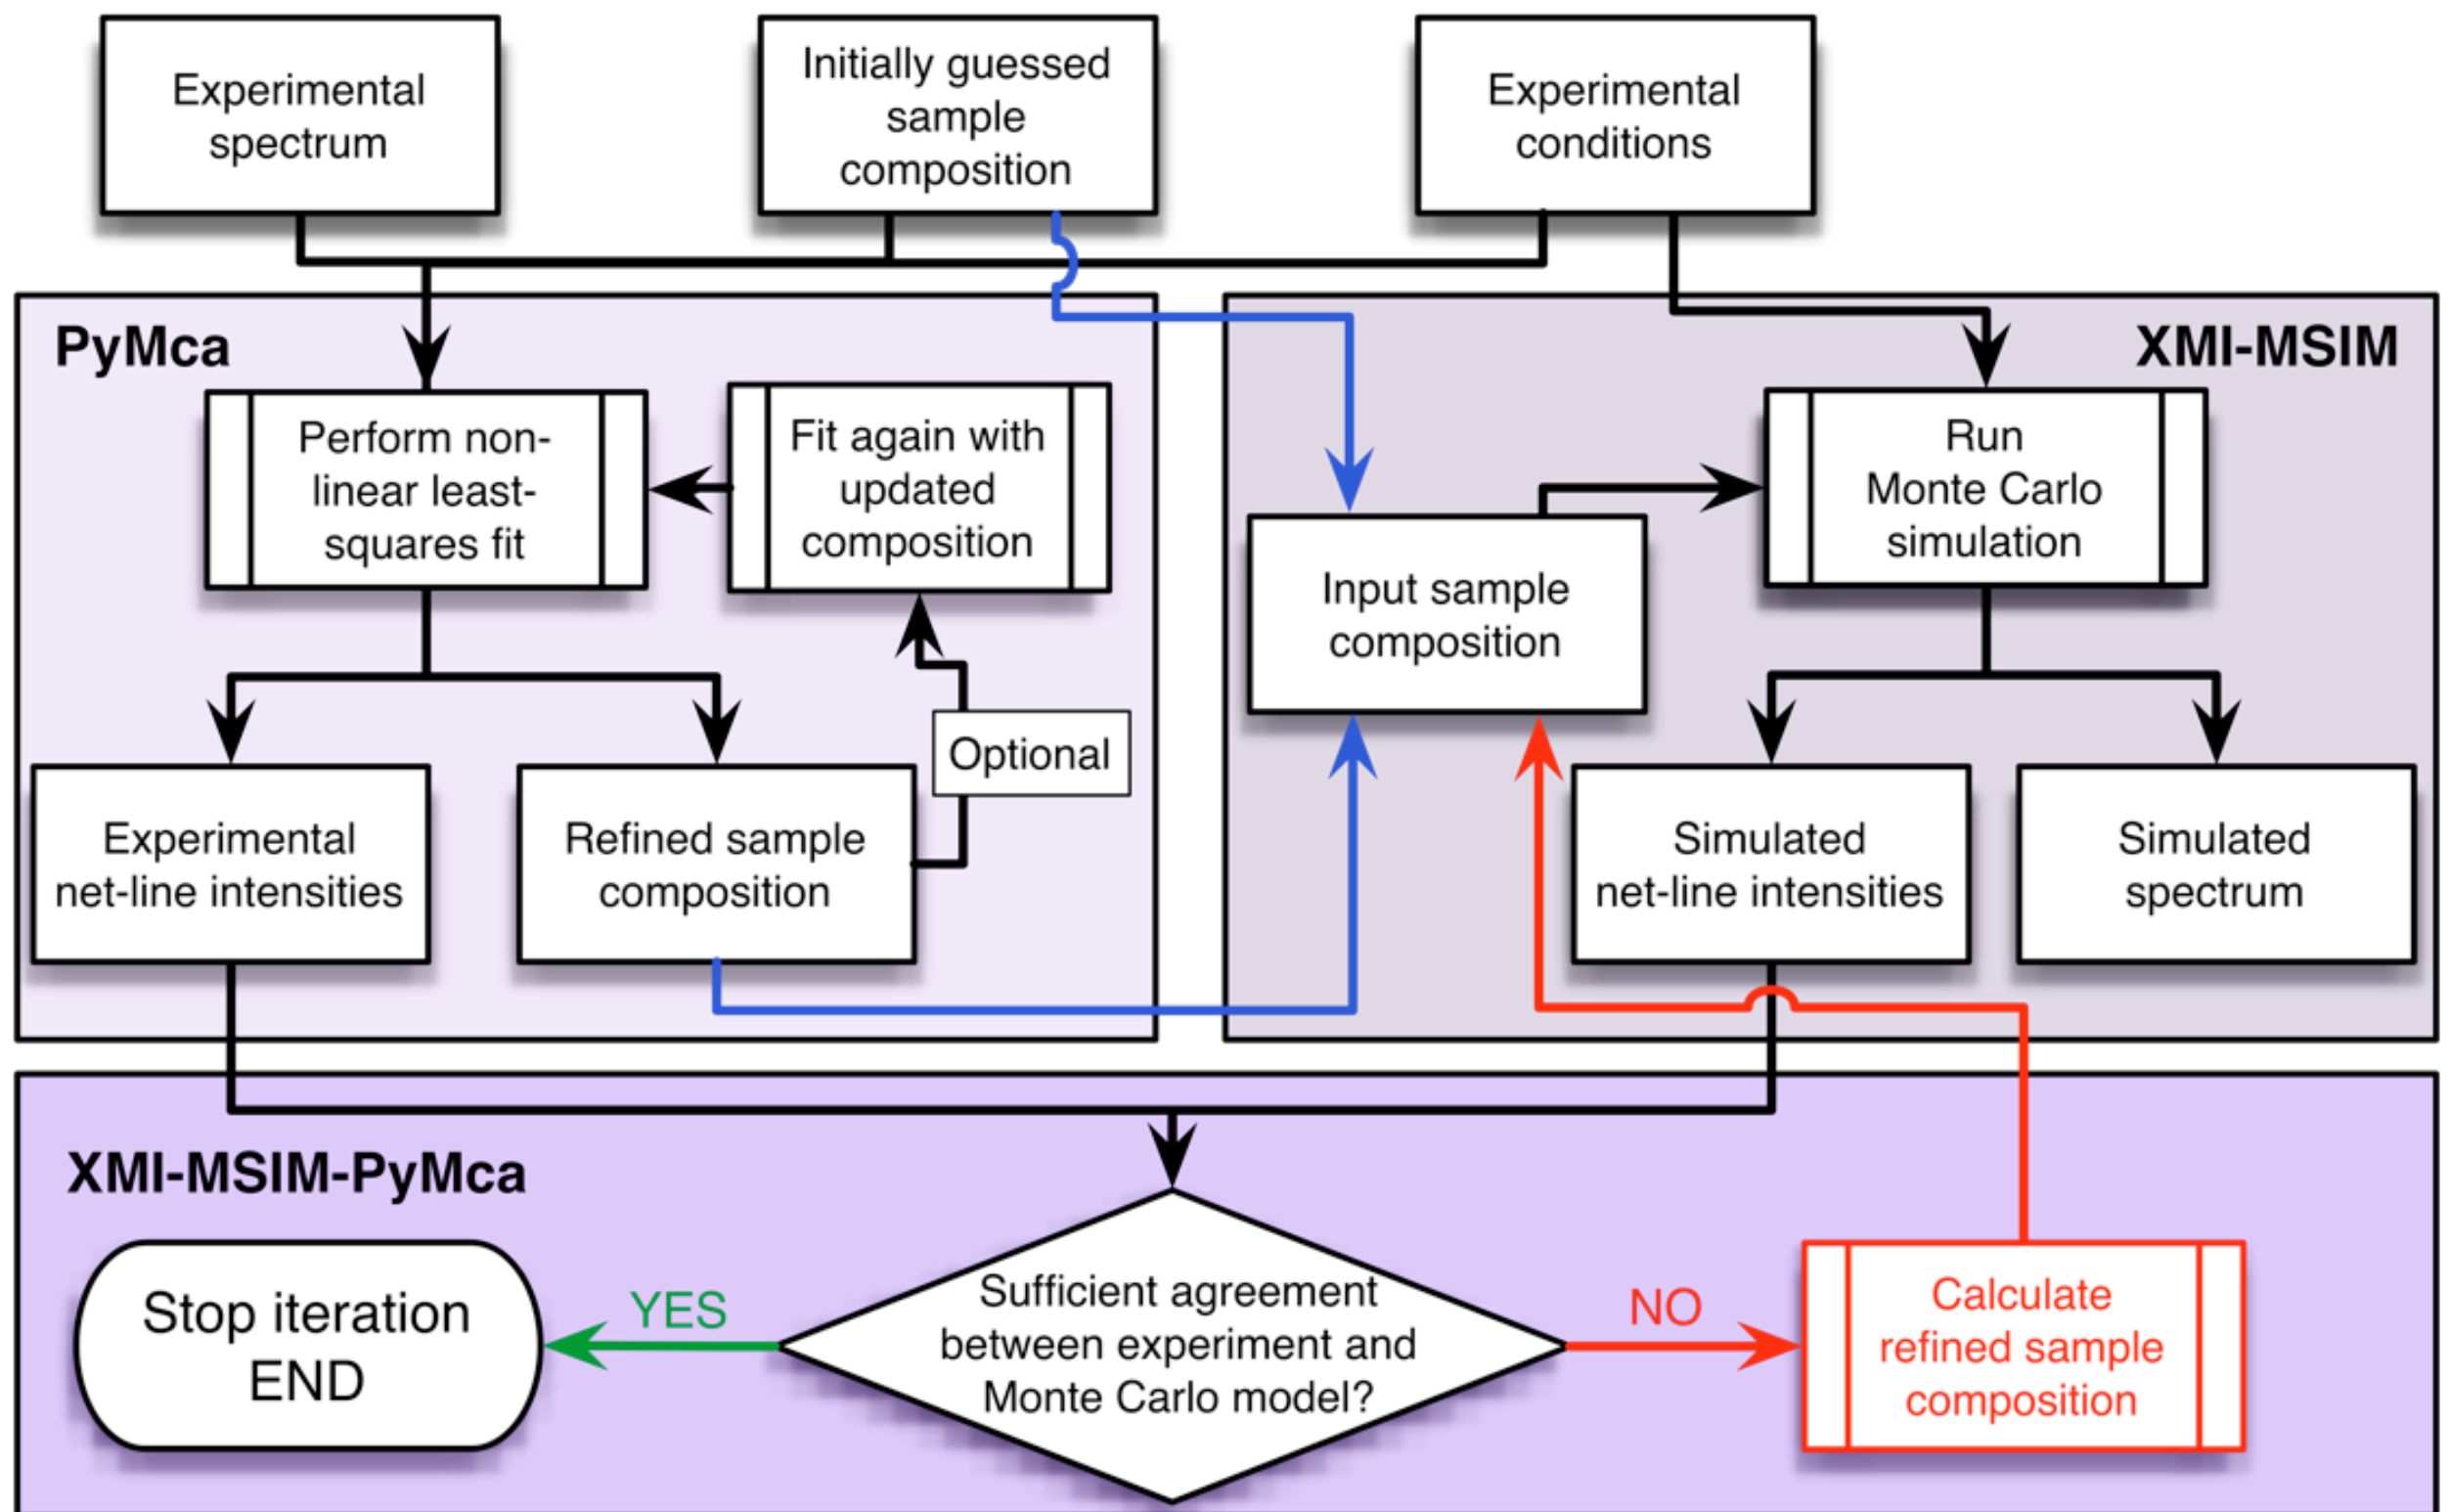 Experimental
spectrum
Initially guessed
sample
composition
Experimental
conditions
PyMca
XMI-MSIM
Perform non-
linear least-
squares fit
Fit again with
updated
composition
Run
Monte Carlo
simulation
Input sample
composition
Optional
Experimental
net-line intensities
Refined sample
composition
Simulated
net-line intensities
Simulated
spectrum
XMI-MSIM-PyMca
Stop iteration
END
YES
Sufficient agreement
between experiment and
Monte Carlo model?
NO
Calculate
refined sample
composition